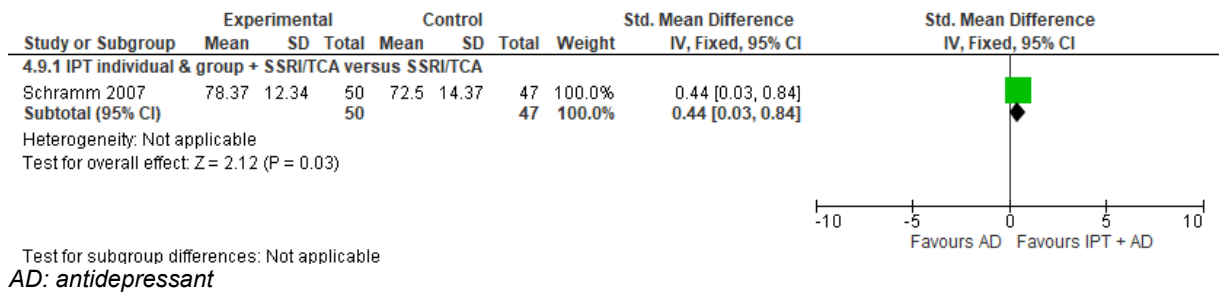 Experimental Control Std. Mean Difference Std. Mean Difference
Study or Subgroup Mean SD Total Mean SD Total Weight IV, Fixed, 95% CI IV, Fixed, 95% CI
4.9.1 IPT individual & group + SSRI/TCA versus SSRI/TCA
Schramm 2007 78.37 12.34 50 72.5 14.37 47 100.0% 0.44 [0.03, 0.84]
Subtotal (95% CI) 50 47 100.0% 0.44 [0.03, 0.84]
Heterogeneity: Not applicable
Test for overall effect: Z = 2.12 (P = 0.03)
-10 -5 0 5 10
Favours AD Favours IPT + AD
Test for subgroup differences: Not applicable
AD: antidepressant